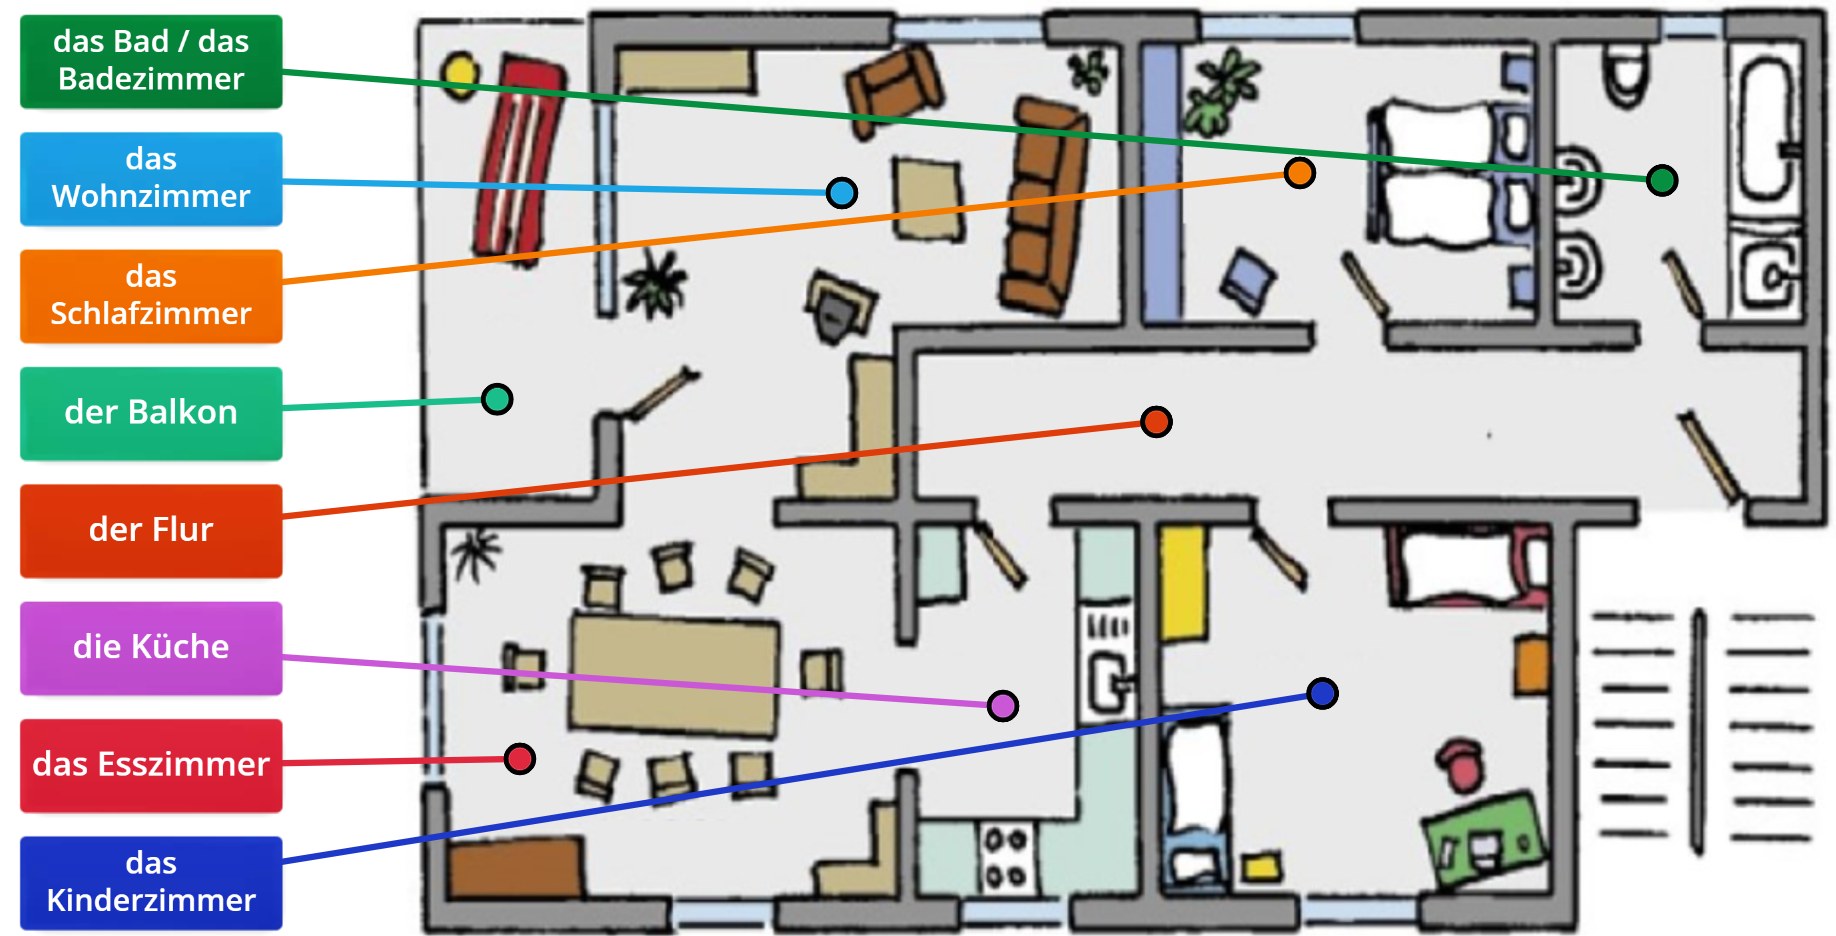 das Bad / das
Badezimmer
das
Wohnzimmer
das
Schlafzimmer
der Balkon
der Flur
die Küche
das Esszimmer
das
Kinderzimmer